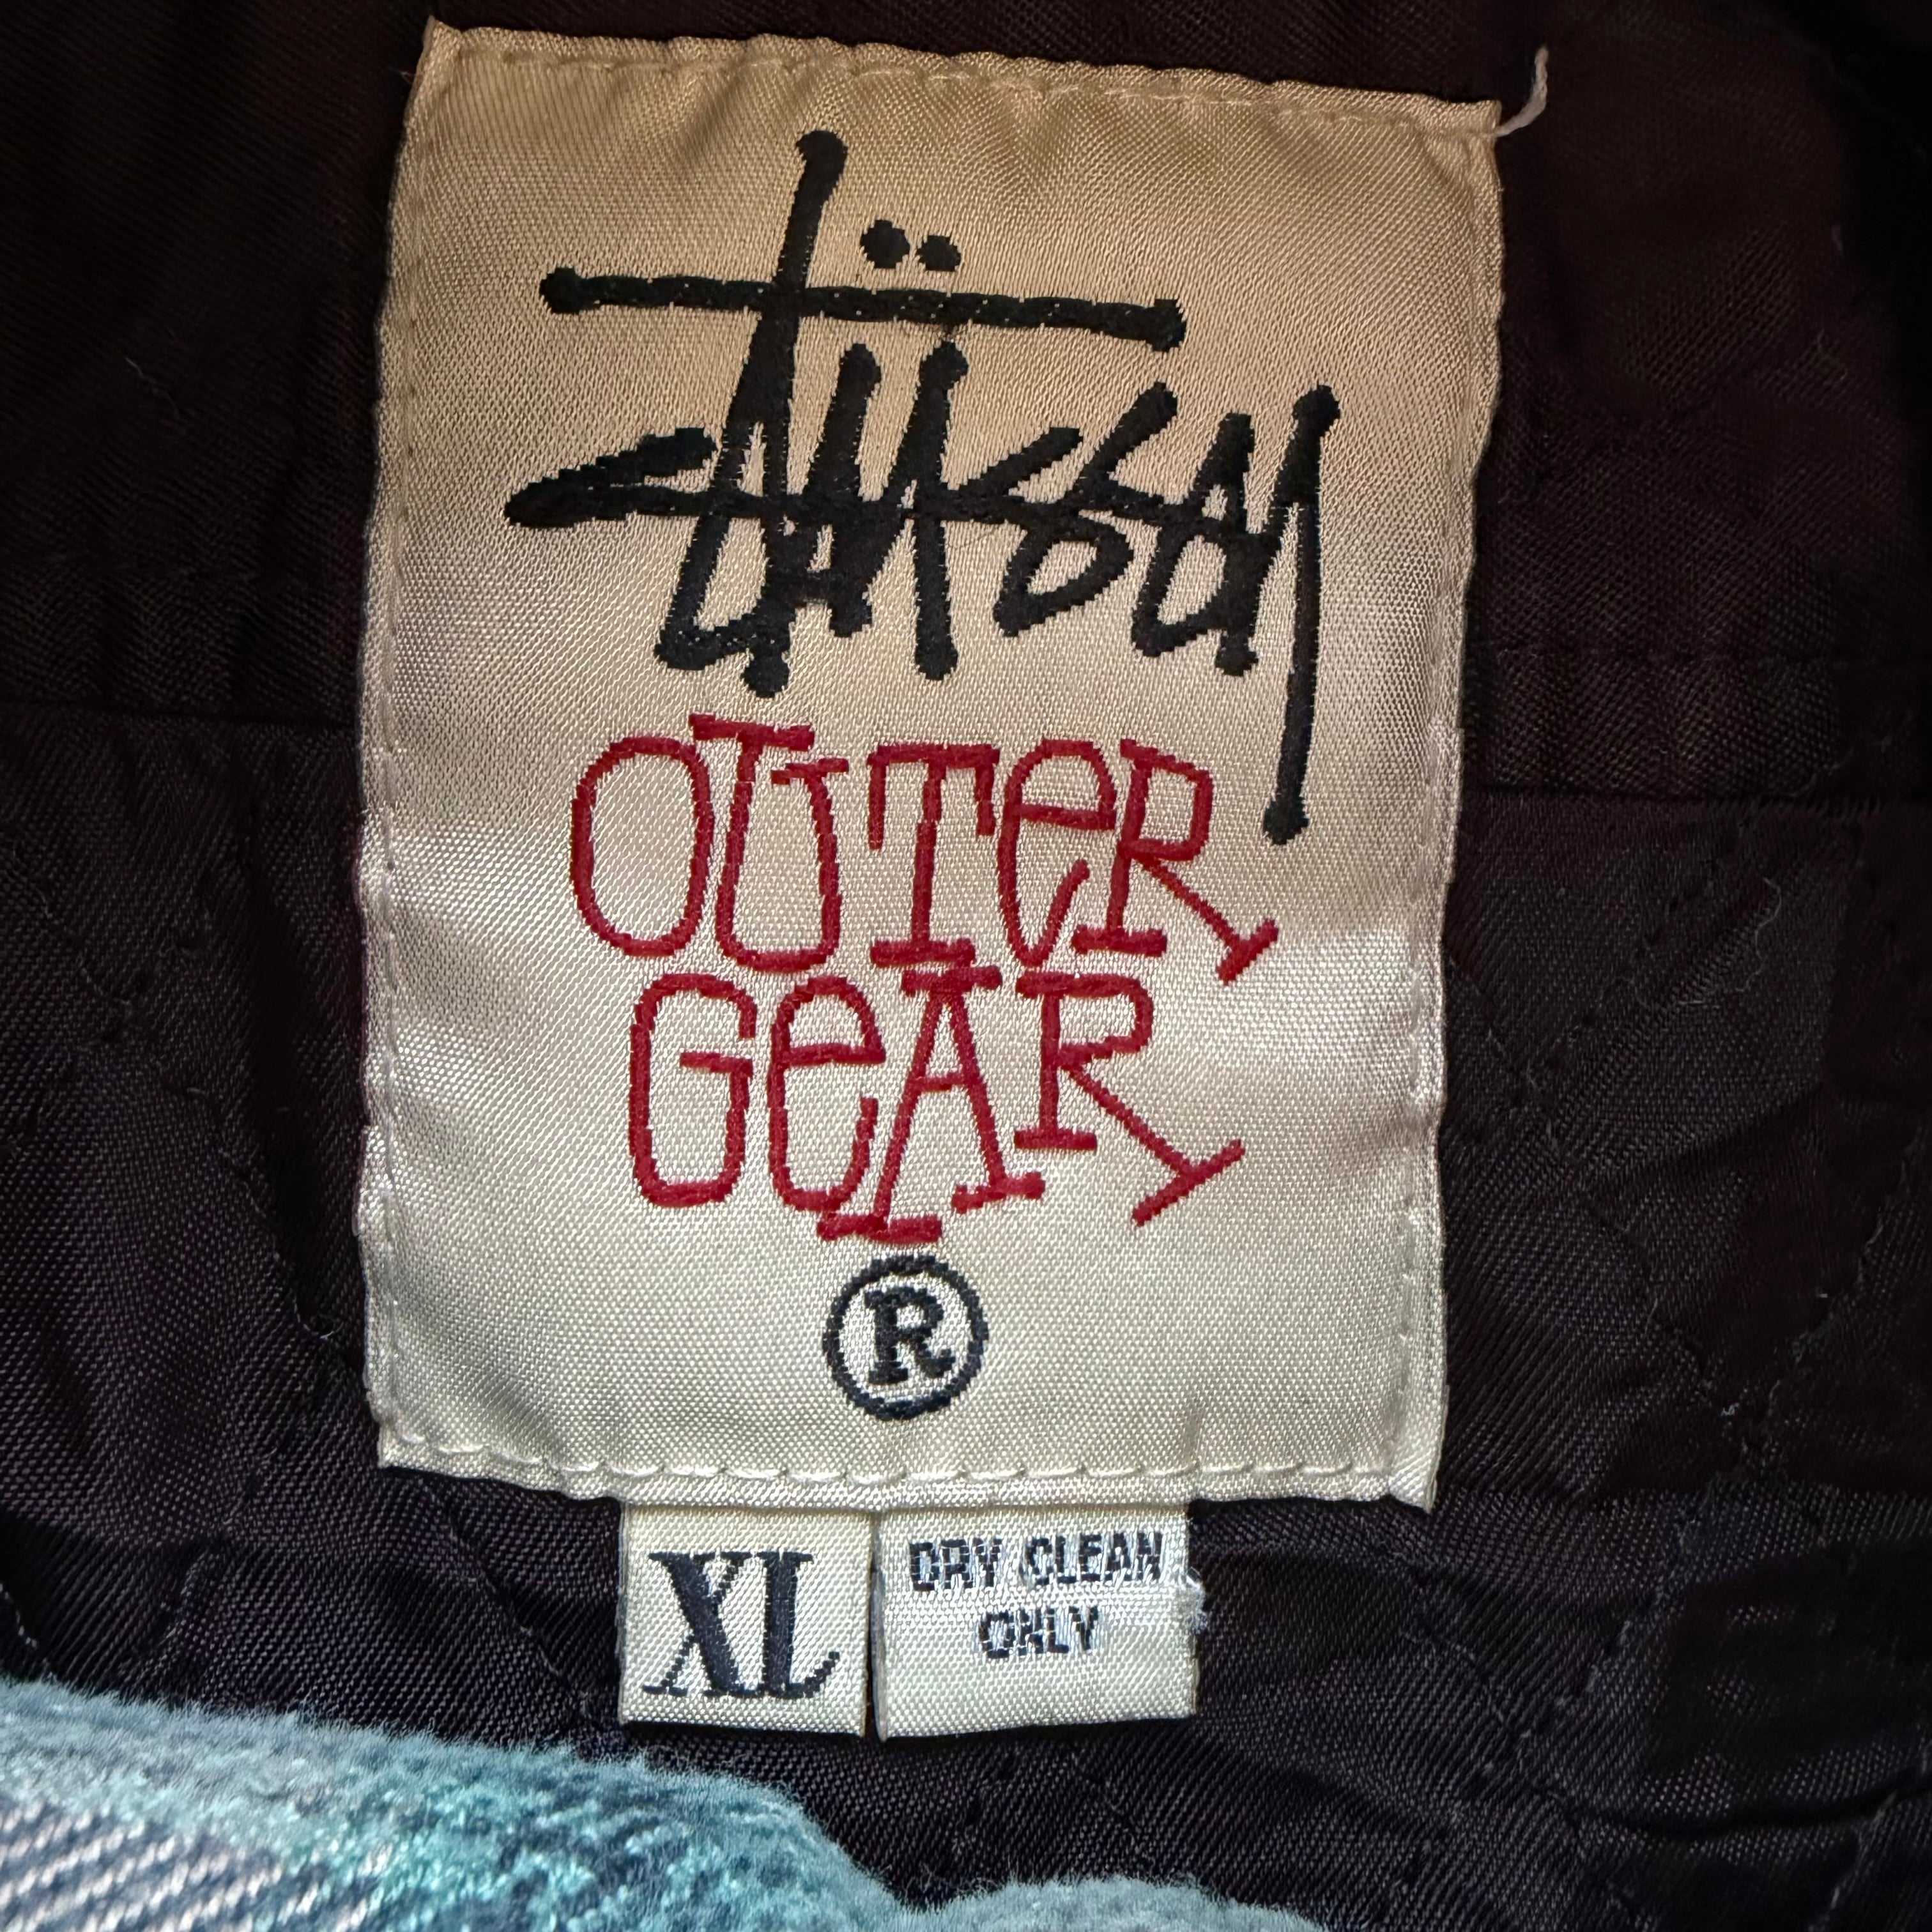 Stüssy
OUTeR
GeAR
®
XL
DRY CLEAN
ONLY